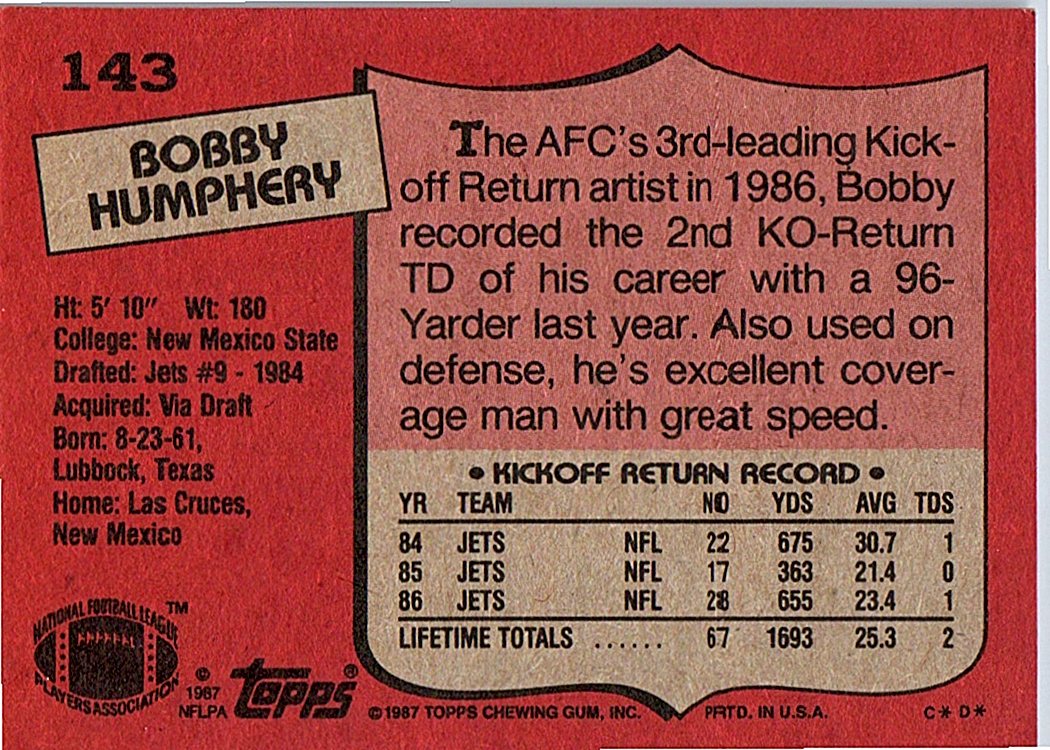 143
BOBBY
HUMPHERY
Ht: 5' 10" Wt: 180
College: New Mexico State
Drafted: Jets #9 - 1984
Acquired: Via Draft
Born: 8-23-61,
Lubbock, Texas
Home: Las Cruces,
New Mexico
The AFC's 3rd-leading Kick-
off Return artist in 1986, Bobby
recorded the 2nd KO-Return
TD of his career with a 96-
Yarder last year. Also used on
defense, he's excellent cover-
age man with great speed.
• KICKOFF RETURN RECORD •
YR TEAM NO YDS AVG TDS
84 JETS NFL 22 675 30.7 1
85 JETS NFL 17 363 21.4 0
86 JETS NFL 28 655 23.4 1
LIFETIME TOTALS ...... 67 1693 25.3 2
NATIONAL FOOTBALL LEAGUE ™
PLAYERS ASSOCIATION
© 1987 NFLPA
Topps®
© 1987 TOPPS CHEWING GUM, INC. PRTD. IN U.S.A. C* D*